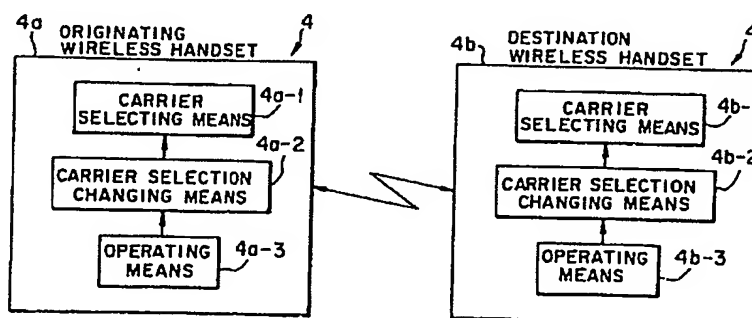 4a ORIGINATING
WIRELESS HANDSET
4
CARRIER
SELECTING MEANS
4a-1
4a-2
CARRIER SELECTION
CHANGING MEANS
OPERATING
MEANS
4a-3
4b DESTINATION
WIRELESS HANDSET
4
CARRIER
SELECTING MEANS
4b-
4b-2
CARRIER SELECTION
CHANGING MEANS
OPERATING
MEANS
4b-3